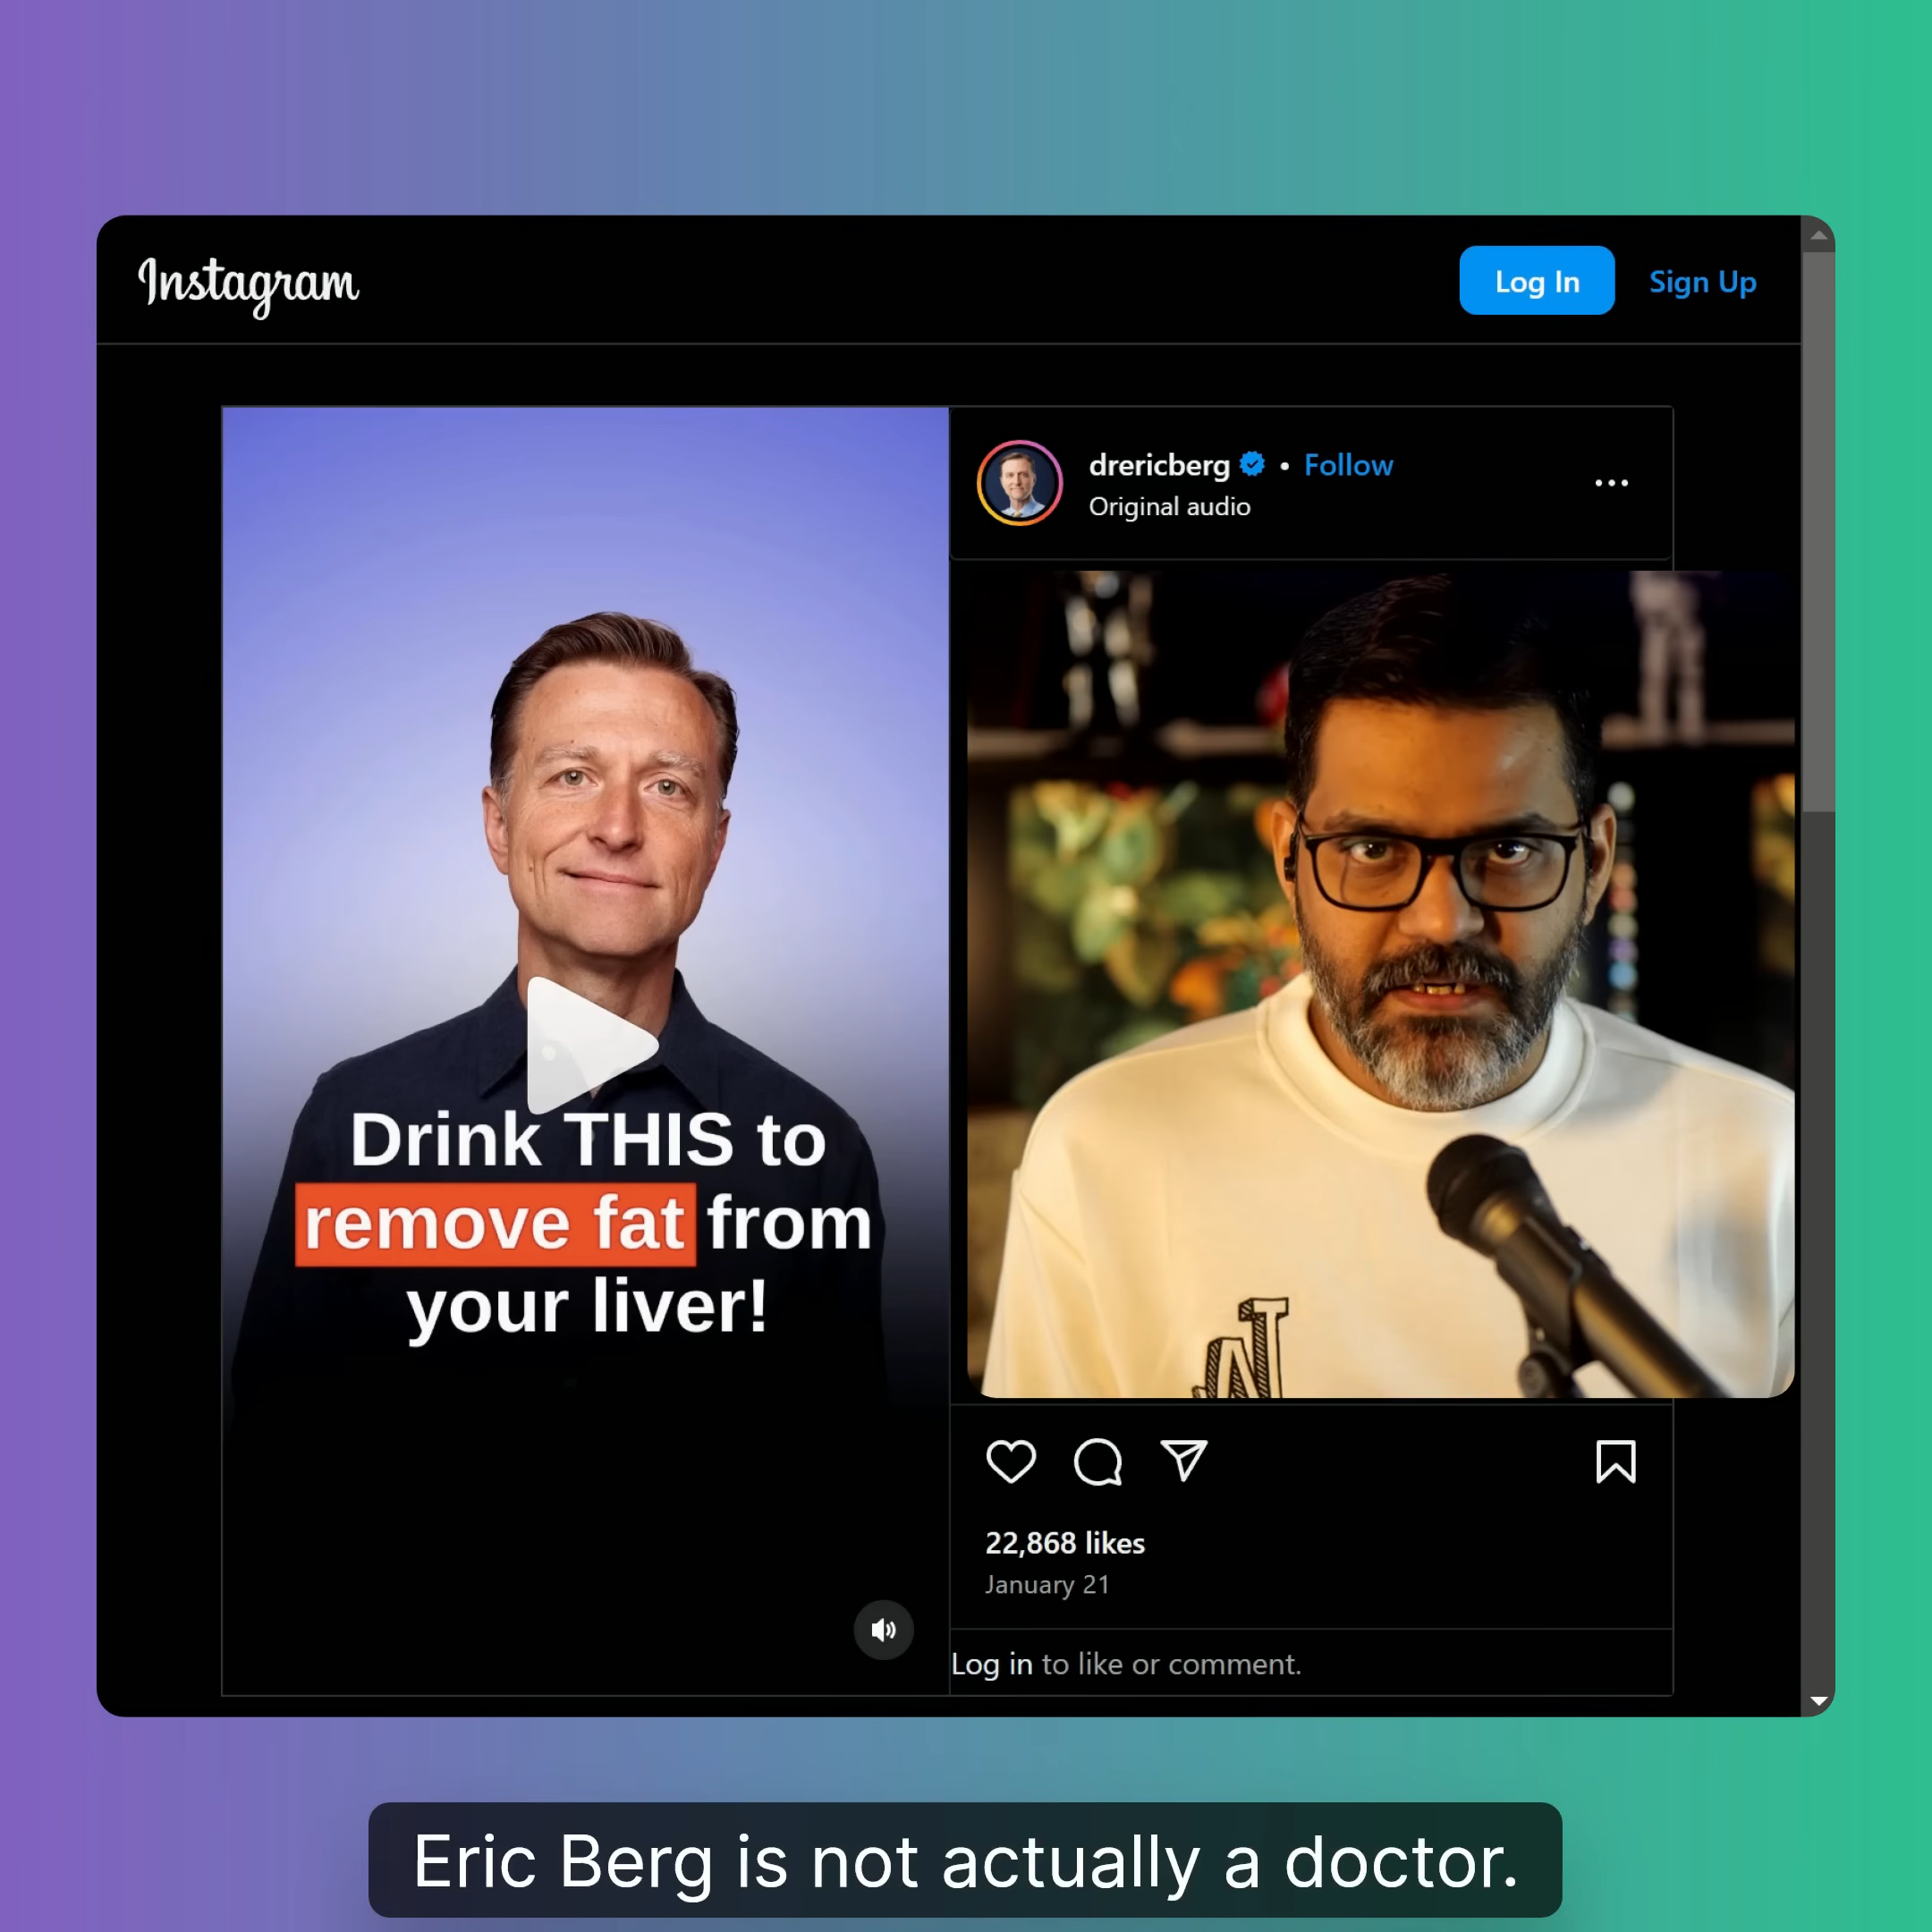 Instagram
Log In
Sign Up
drericberg • Follow
Original audio
Drink THIS to
remove fat from
your liver!
22,868 likes
January 21
Log in to like or comment.
Eric Berg is not actually a doctor.